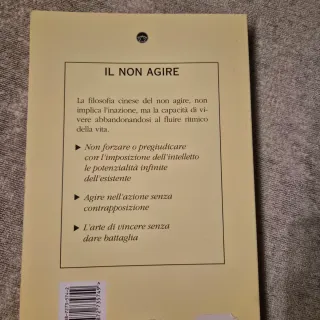 IL NON AGIRE
La filosofia cinese del non agire, non
implica l'inazione, ma la capacità di vi-
vere abbandonandosi al fluire ritmico
della vita.
▶ Non forzare o pregiudicare
con l'imposizione dell'intelletto
le potenzialità infinite
dell'esistente
▶ Agire nell'azione senza
contrapposizione
▶ L'arte di vincere senza
dare battaglia